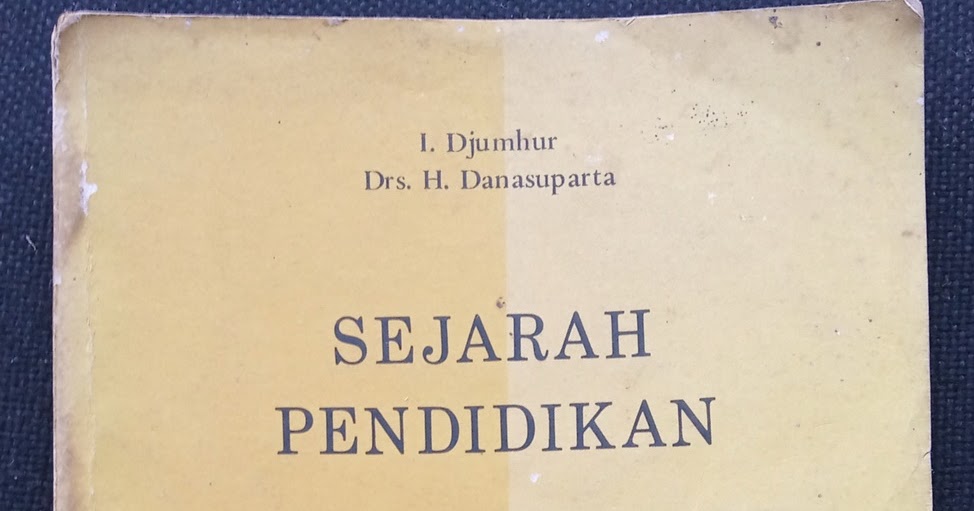 I. Djumhur
Drs. H. Danasuparta
SEJARAH
PENDIDIKAN